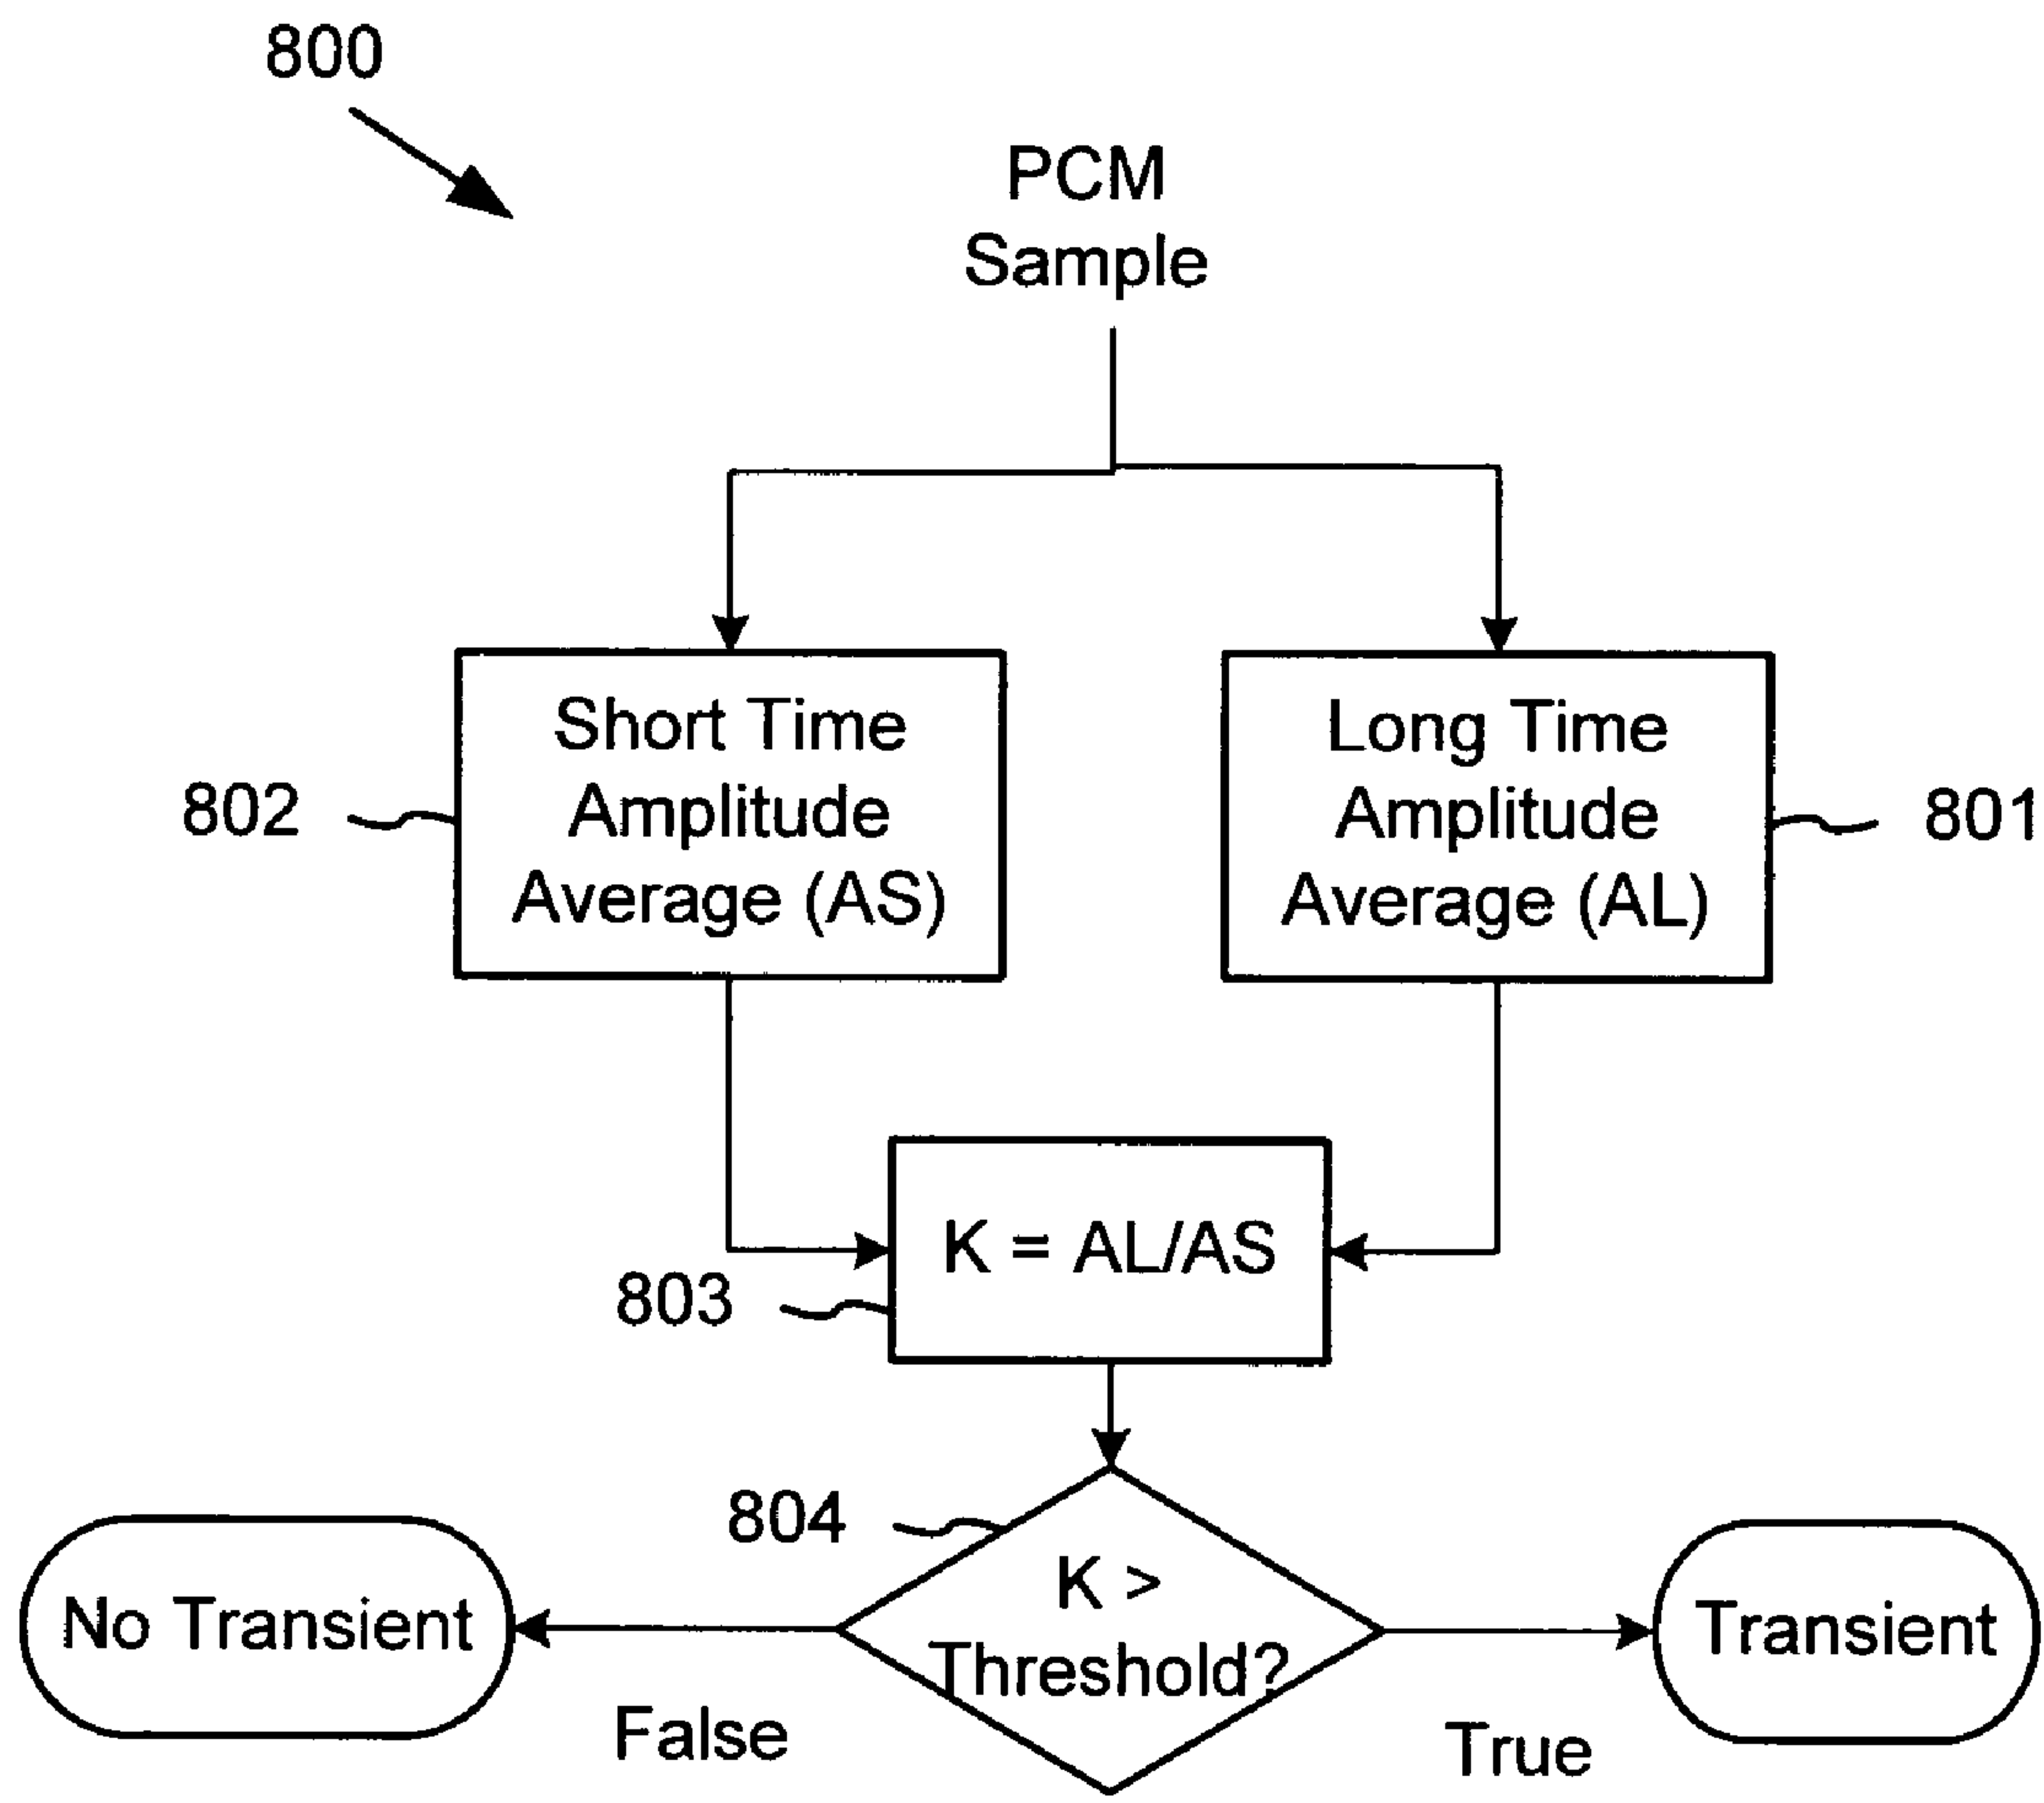 800
PCM
Sample
Short Time
Amplitude
Average (AS)
802
Long Time
Amplitude
Average (AL)
801
K = AL/AS
803
804
K >
Threshold?
No Transient
False
True
Transient